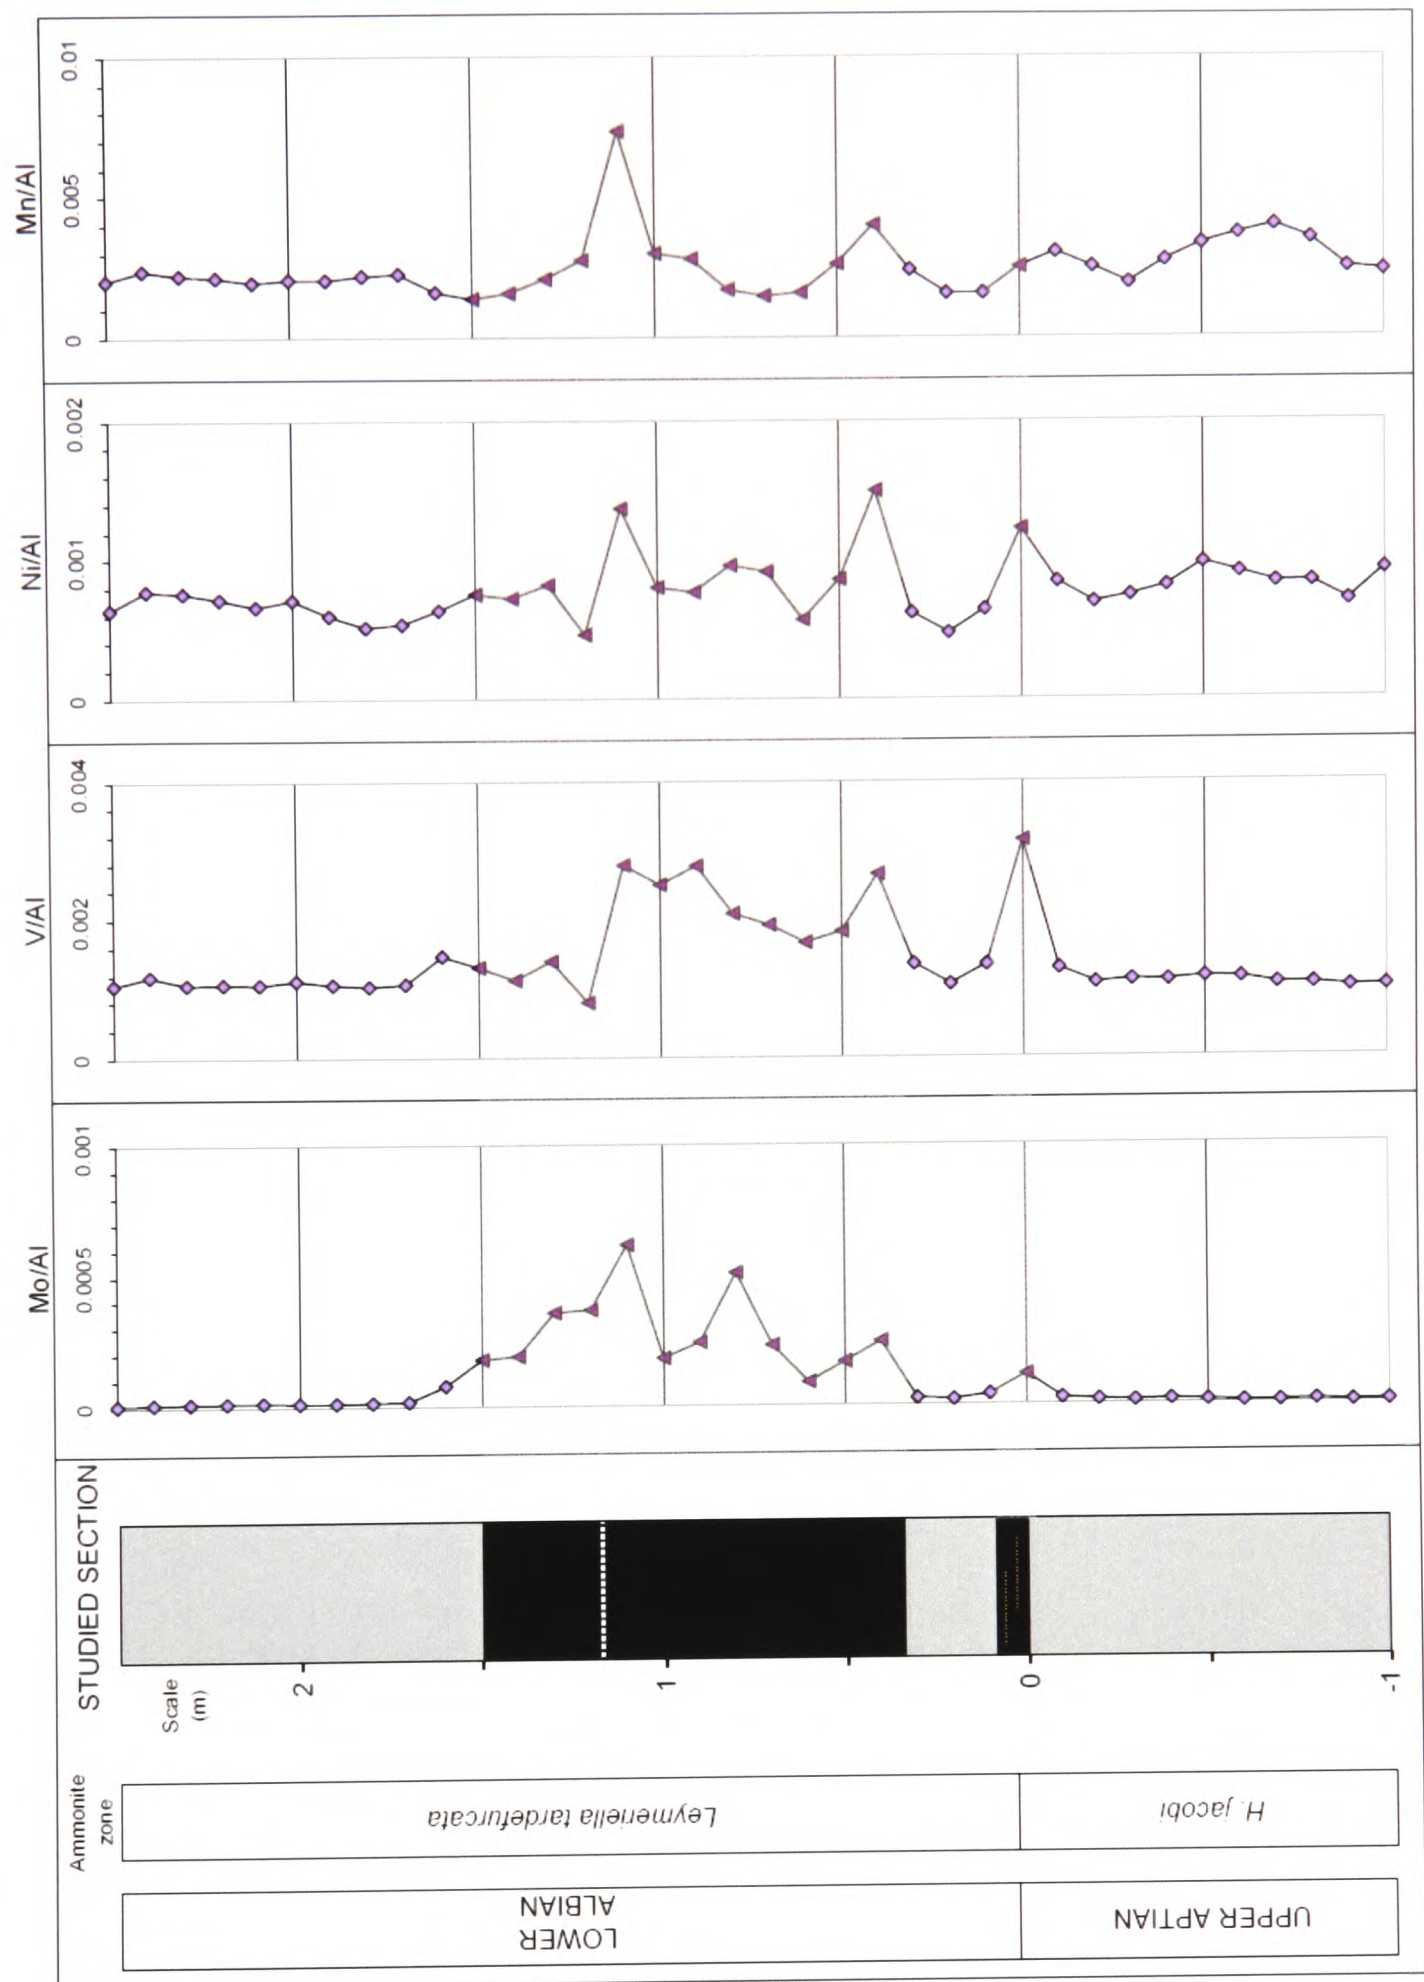 Mn/Al
0.01
0.005
0
Ni/Al
0.002
0.001
0
V/Al
0.004
0.002
0
Mo/Al
0.001
0.0005
0
STUDIED SECTION
Scale
(m)
2
1
0
-1
Ammonite
zone
Leymeriella tardefurcata
H. jacobi
LOWER
ALBIAN
UPPER APTIAN